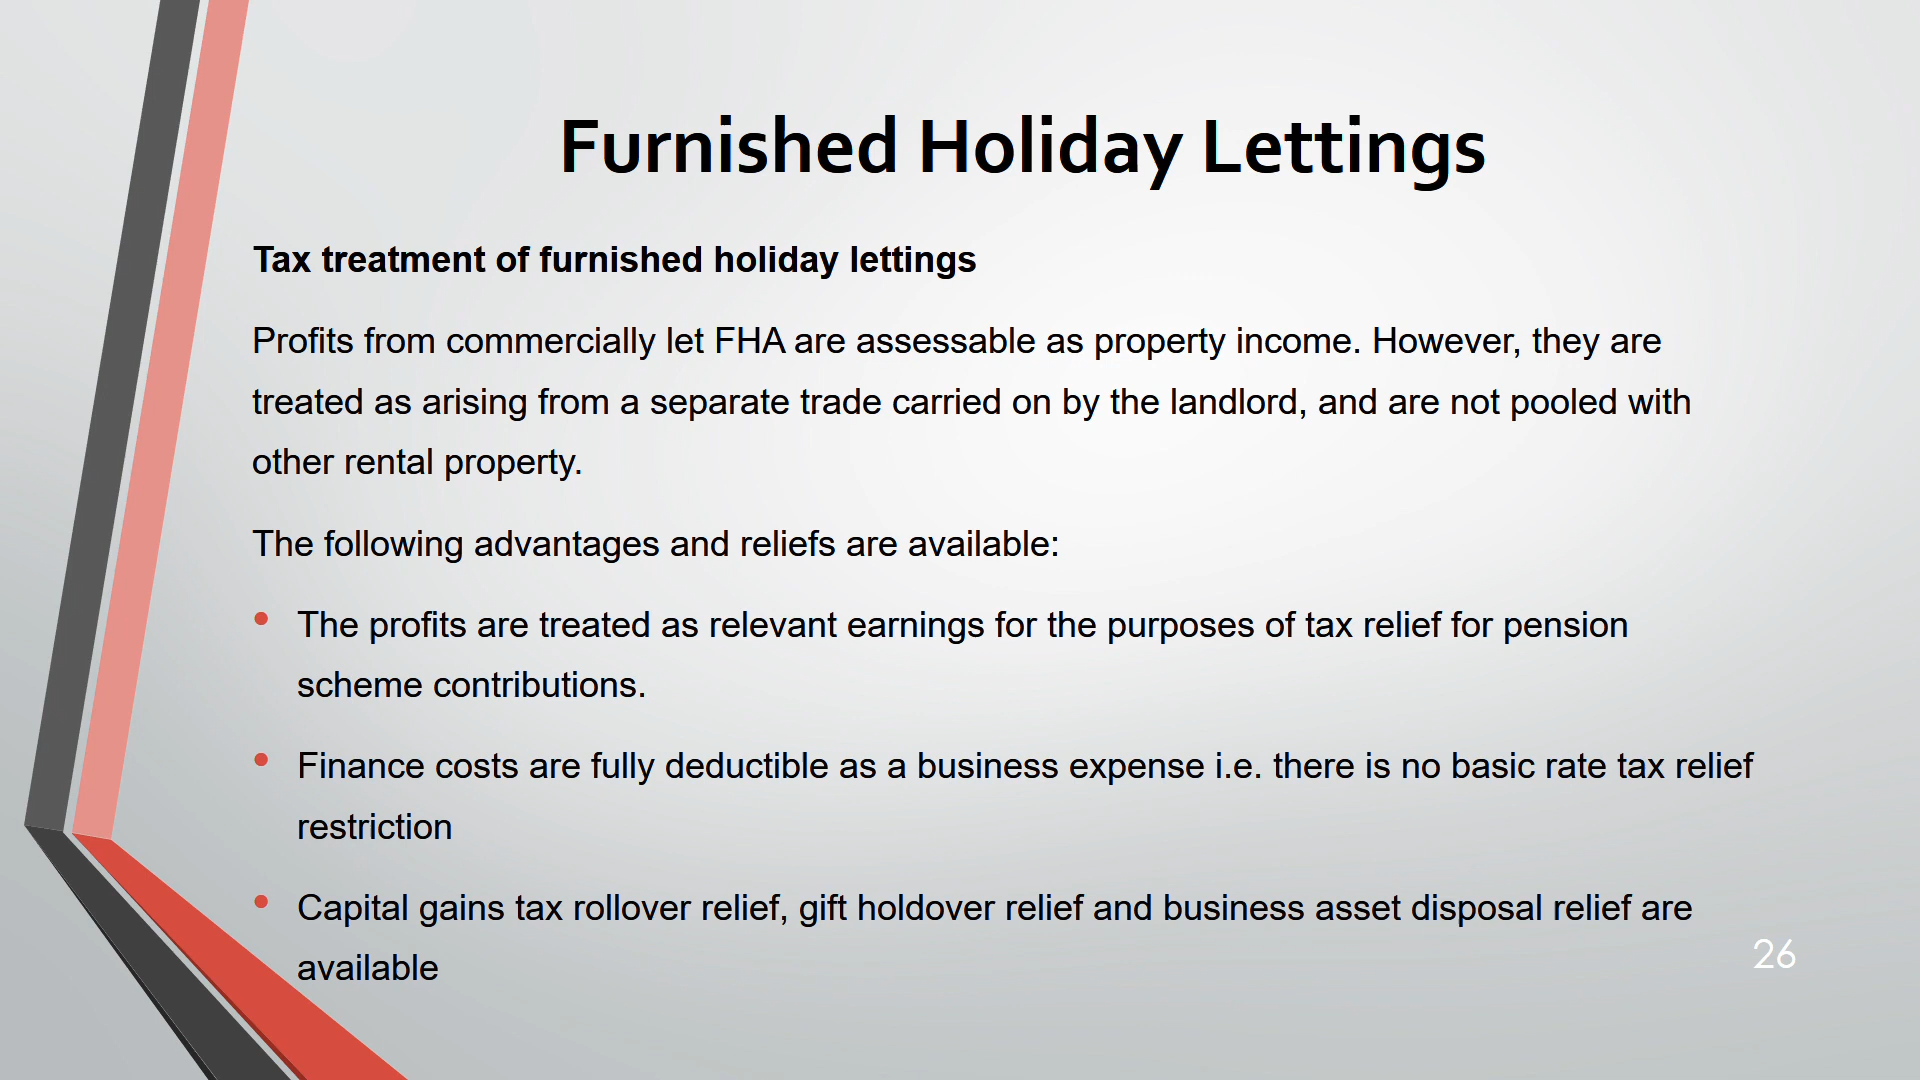 Furnished Holiday Lettings
Tax treatment of furnished holiday lettings
Profits from commercially let FHA are assessable as property income. However, they are
treated as arising from a separate trade carried on by the landlord, and are not pooled with
other rental property.
The following advantages and reliefs are available:
• The profits are treated as relevant earnings for the purposes of tax relief for pension
scheme contributions.
• Finance costs are fully deductible as a business expense i.e. there is no basic rate tax relief
restriction
• Capital gains tax rollover relief, gift holdover relief and business asset disposal relief are
available
26